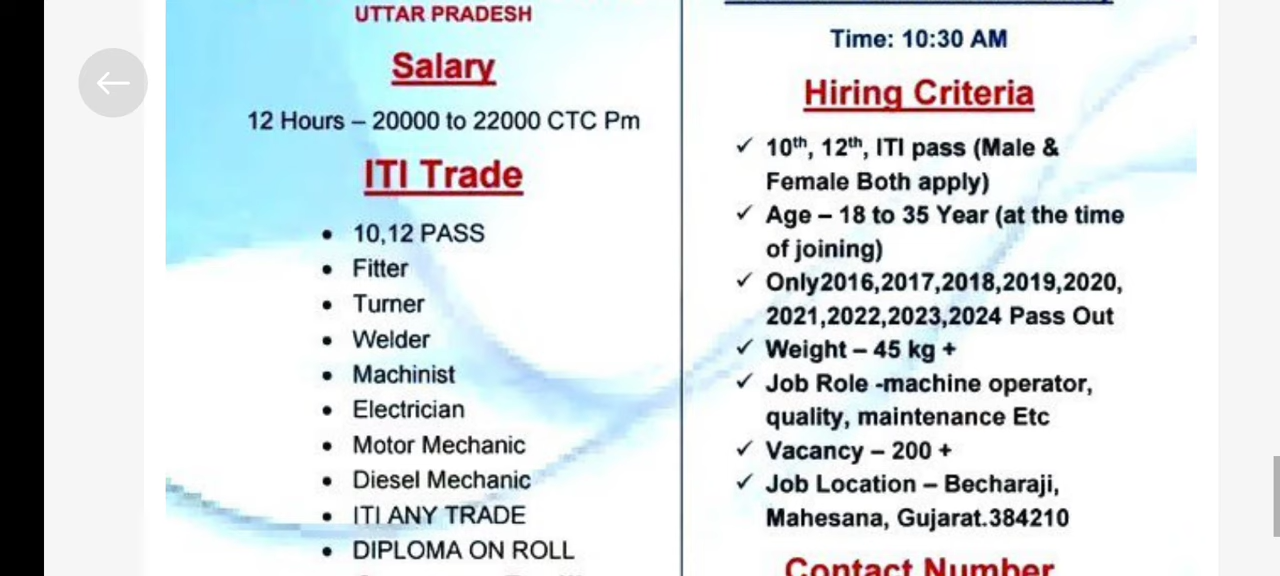 UTTAR PRADESH
Salary
12 Hours – 20000 to 22000 CTC Pm
ITI Trade
• 10,12 PASS
• Fitter
• Turner
• Welder
• Machinist
• Electrician
• Motor Mechanic
• Diesel Mechanic
• ITI ANY TRADE
• DIPLOMA ON ROLL
Time: 10:30 AM
Hiring Criteria
✓ 10th, 12th, ITI pass (Male &
Female Both apply)
✓ Age – 18 to 35 Year (at the time
of joining)
✓ Only2016,2017,2018,2019,2020,
2021,2022,2023,2024 Pass Out
✓ Weight – 45 kg +
✓ Job Role -machine operator,
quality, maintenance Etc
✓ Vacancy – 200 +
✓ Job Location – Becharaji,
Mahesana, Gujarat.384210
Contact Number